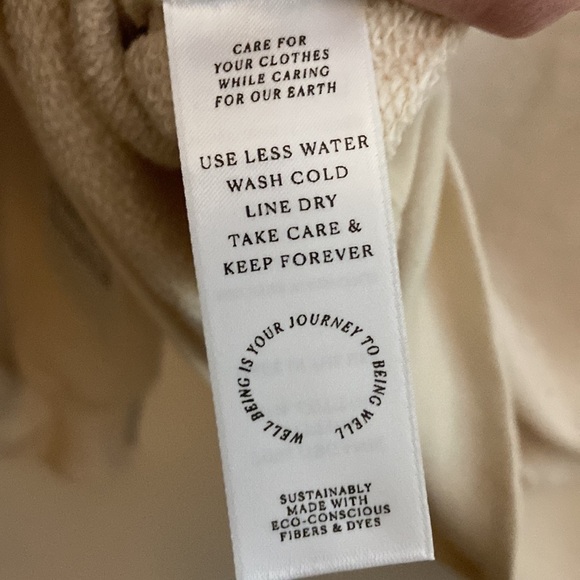 CARE FOR
YOUR CLOTHES
WHILE CARING
FOR OUR EARTH
USE LESS WATER
WASH COLD
LINE DRY
TAKE CARE &
KEEP FOREVER
WELL BEING IS YOUR JOURNEY TO BEING WELL
SUSTAINABLY
MADE WITH
ECO-CONSCIOUS
FIBERS & DYES